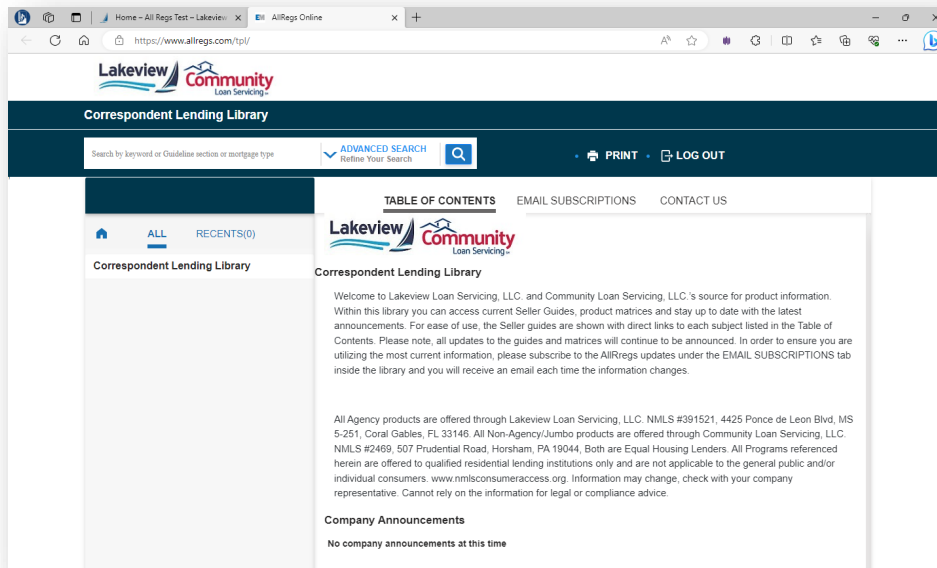 Home – All Regs Test – Lakeview
AllRegs Online
https://www.allregs.com/tpl/
Lakeview Community
Loan Servicing
Correspondent Lending Library
Search by keyword or Guideline section or mortgage type
ADVANCED SEARCH
Refine Your Search
PRINT
LOG OUT
TABLE OF CONTENTS EMAIL SUBSCRIPTIONS CONTACT US
ALL RECENTS(0)
Correspondent Lending Library
Lakeview Community
Loan Servicing
Correspondent Lending Library
Welcome to Lakeview Loan Servicing, LLC. and Community Loan Servicing, LLC.'s source for product information.
Within this library you can access current Seller Guides, product matrices and stay up to date with the latest
announcements. For ease of use, the Seller guides are shown with direct links to each subject listed in the Table of
Contents. Please note, all updates to the guides and matrices will continue to be announced. In order to ensure you are
utilizing the most current information, please subscribe to the AllRregs updates under the EMAIL SUBSCRIPTIONS tab
inside the library and you will receive an email each time the information changes.
All Agency products are offered through Lakeview Loan Servicing, LLC. NMLS #391521, 4425 Ponce de Leon Blvd, MS
5-251, Coral Gables, FL 33146. All Non-Agency/Jumbo products are offered through Community Loan Servicing, LLC.
NMLS #2469, 507 Prudential Road, Horsham, PA 19044, Both are Equal Housing Lenders. All Programs referenced
herein are offered to qualified residential lending institutions only and are not applicable to the general public and/or
individual consumers. www.nmlsconsumeraccess.org. Information may change, check with your company
representative. Cannot rely on the information for legal or compliance advice.
Company Announcements
No company announcements at this time